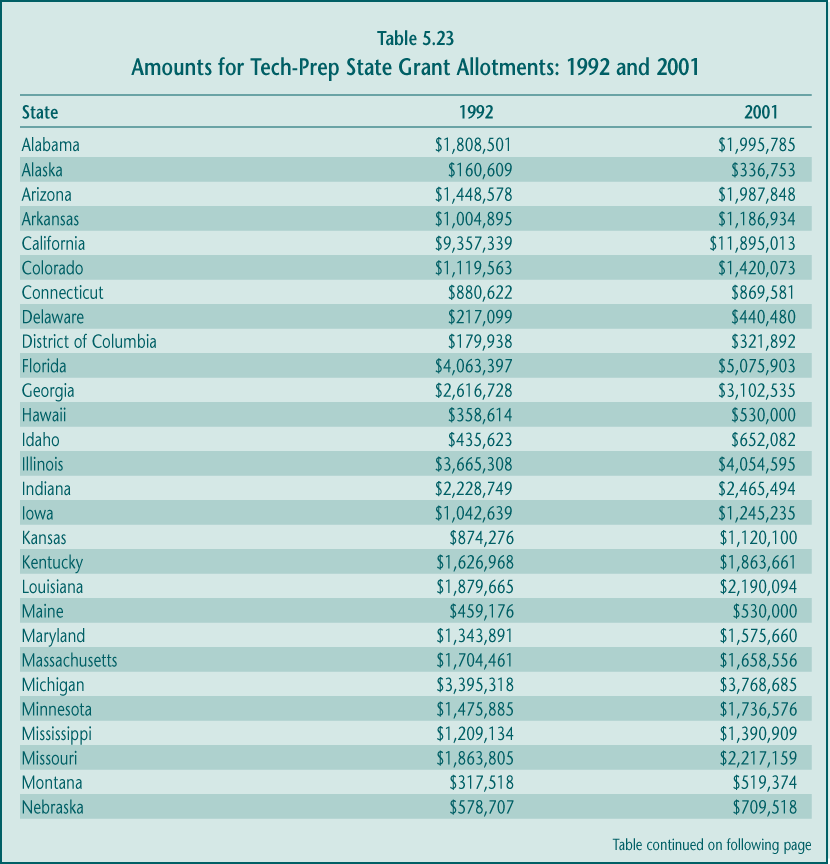 Table 5.23
Amounts for Tech-Prep State Grant Allotments: 1992 and 2001
State 1992 2001
Alabama $1,808,501 $1,995,785
Alaska $160,609 $336,753
Arizona $1,448,578 $1,987,848
Arkansas $1,004,895 $1,186,934
California $9,357,339 $11,895,013
Colorado $1,119,563 $1,420,073
Connecticut $880,622 $869,581
Delaware $217,099 $440,480
District of Columbia $179,938 $321,892
Florida $4,063,397 $5,075,903
Georgia $2,616,728 $3,102,535
Hawaii $358,614 $530,000
Idaho $435,623 $652,082
Illinois $3,665,308 $4,054,595
Indiana $2,228,749 $2,465,494
Iowa $1,042,639 $1,245,235
Kansas $874,276 $1,120,100
Kentucky $1,626,968 $1,863,661
Louisiana $1,879,665 $2,190,094
Maine $459,176 $530,000
Maryland $1,343,891 $1,575,660
Massachusetts $1,704,461 $1,658,556
Michigan $3,395,318 $3,768,685
Minnesota $1,475,885 $1,736,576
Mississippi $1,209,134 $1,390,909
Missouri $1,863,805 $2,217,159
Montana $317,518 $519,374
Nebraska $578,707 $709,518
Table continued on following page